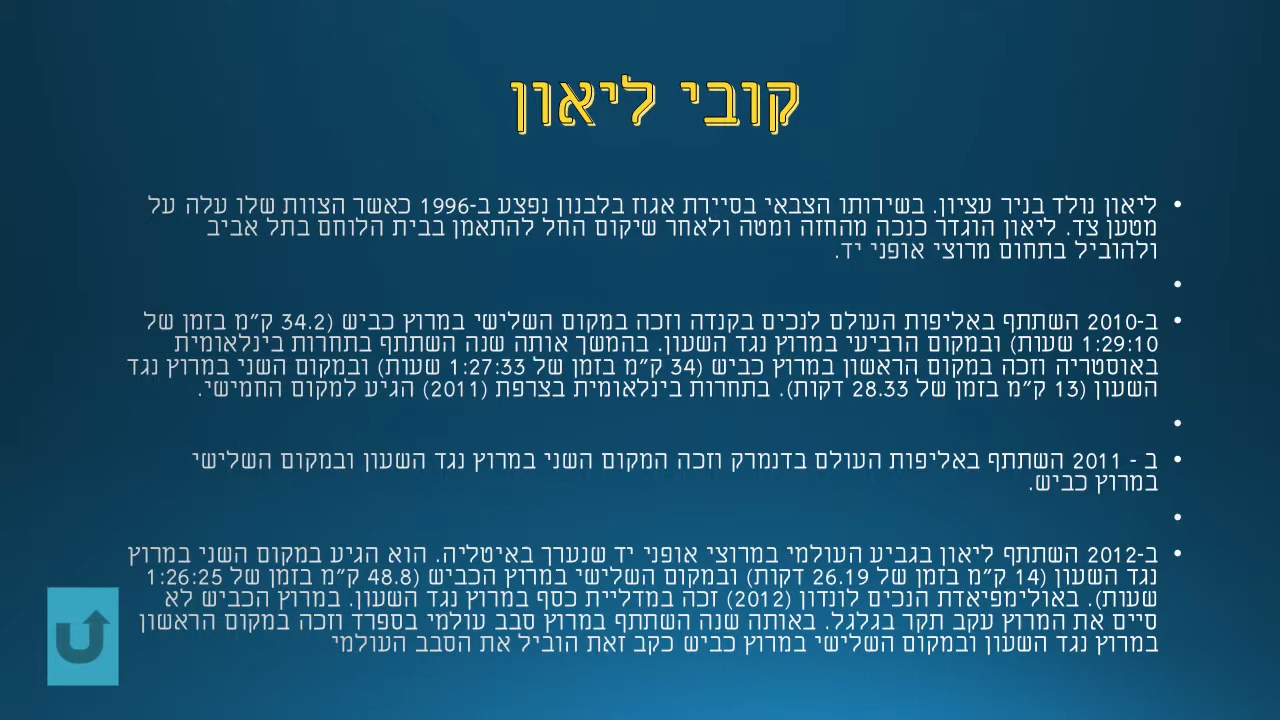 קובי ליאון
• ליאון נולד בניר עציון. בשירותו הצבאי בסיירת אגוז בלבנון נפצע ב-1996 כאשר הצוות שלו עלה על
מטען צד. ליאון הוגדר כנכה מהחזה ומטה ולאחר שיקום החל להתאמן בבית הלוחם בתל אביב
ולהוביל בתחום מרוצי אופני יד.
•
• ב-2010 השתתף באליפות העולם לנכים בקנדה וזכה במקום השלישי במרוץ כביש (34.2 ק״מ בזמן של
1:29:10 שעות) ובמקום הרביעי במרוץ נגד השעון. בהמשך אותה שנה השתתף בתחרות בינלאומית
באוסטריה וזכה במקום הראשון במרוץ כביש (34 ק״מ בזמן של 1:27:33 שעות) ובמקום השני במרוץ נגד
השעון (13 ק״מ בזמן של 28.33 דקות). בתחרות בינלאומית בצרפת (2011) הגיע למקום החמישי.
•
• ב - 2011 השתתף באליפות העולם בדנמרק וזכה המקום השני במרוץ נגד השעון ובמקום השלישי
במרוץ כביש.
•
• ב-2012 השתתף ליאון בגביע העולמי במרוצי אופני יד שנערך באיטליה. הוא הגיע במקום השני במרוץ
נגד השעון (14 ק״מ בזמן של 26.19 דקות) ובמקום השלישי במרוץ הכביש (48.8 ק״מ בזמן של 1:26:25
שעות). באולימפיאדת הנכים לונדון (2012) זכה במדליית כסף במרוץ נגד השעון. במרוץ הכביש לא
סיים את המרוץ עקב תקר בגלגל. באותה שנה השתתף במרוץ סבב עולמי בספרד וזכה במקום הראשון
במרוץ נגד השעון ובמקום השלישי במרוץ כביש כקב זאת הוביל את הסבב העולמי